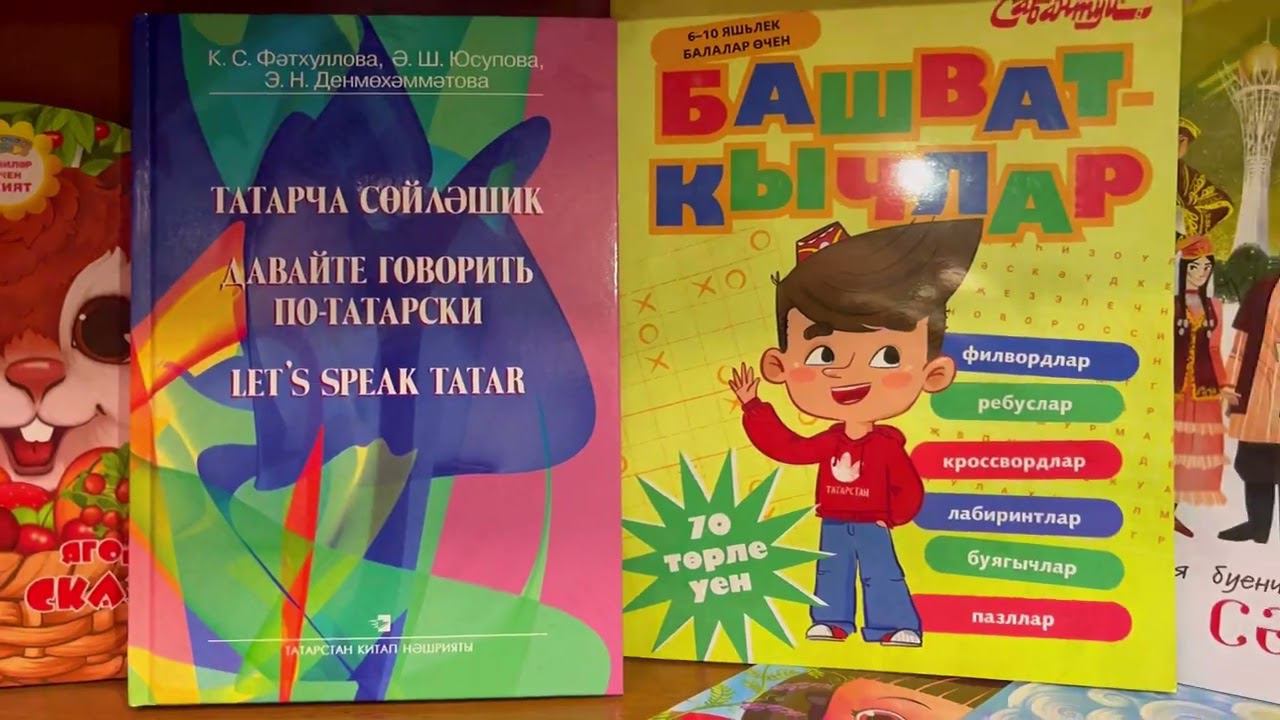 К. С. Фәтхуллова, Ә. Ш. Юсупова,
Э. Н. Денмөхәммәтова
ТАТАРЧА СӨЙЛӘШИК
ДАВАЙТЕ ГОВОРИТЬ
ПО-ТАТАРСКИ
LET'S SPEAK TATAR
ТАТАРСТАН КИТАП НӘШРИЯТЫ
Сабантуй
6–10 ЯШЬЛЕК
БАЛАЛАР ӨЧЕН
БАШВАТ-
КЫЧЛАР
филвордлар
ребуслар
кроссвордлар
лабиринтлар
буягычлар
пазллар
ТАТАРСТАН
70
төрле
уен